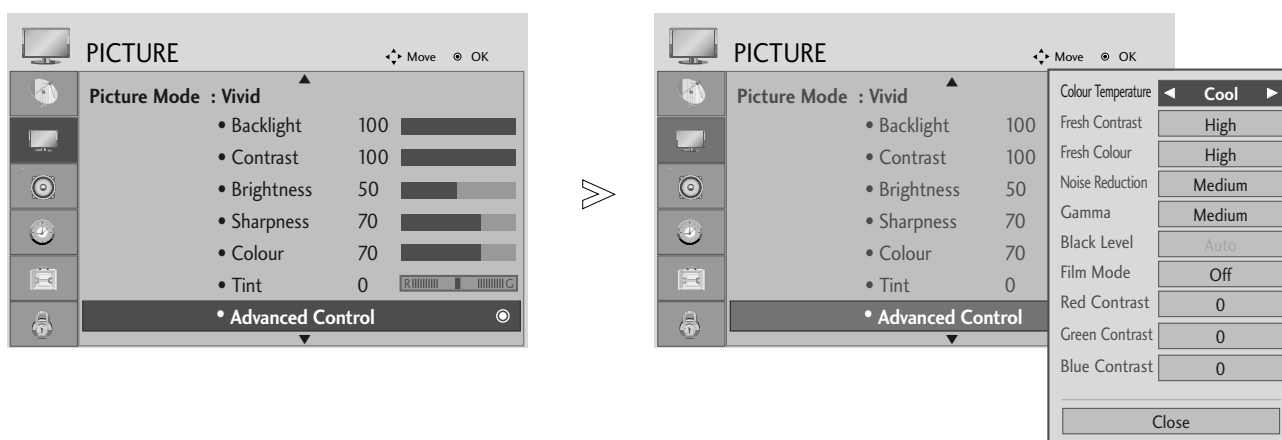 PICTURE
Move OK
Picture Mode : Vivid
• Backlight 100
• Contrast 100
• Brightness 50
• Sharpness 70
• Colour 70
• Tint 0 R G
• Advanced Control
PICTURE
Move OK
Picture Mode : Vivid
• Backlight 100
• Contrast 100
• Brightness 50
• Sharpness 70
• Colour 70
• Tint 0
• Advanced Control
Colour Temperature Cool
Fresh Contrast High
Fresh Colour High
Noise Reduction Medium
Gamma Medium
Black Level Auto
Film Mode Off
Red Contrast 0
Green Contrast 0
Blue Contrast 0
Close